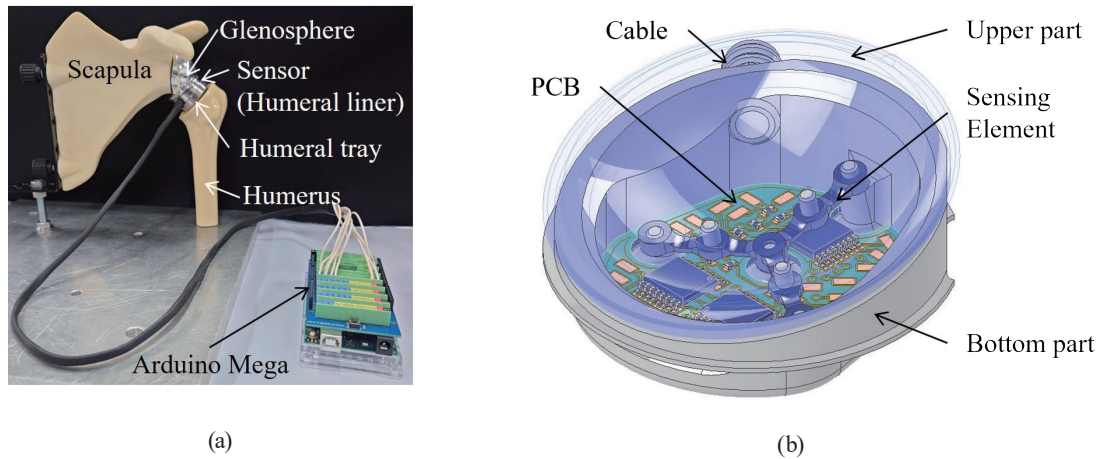 Glenosphere
Scapula
Sensor
(Humeral liner)
Humeral tray
Humerus
Arduino Mega
(a)
Cable
Upper part
PCB
Sensing
Element
Bottom part
(b)